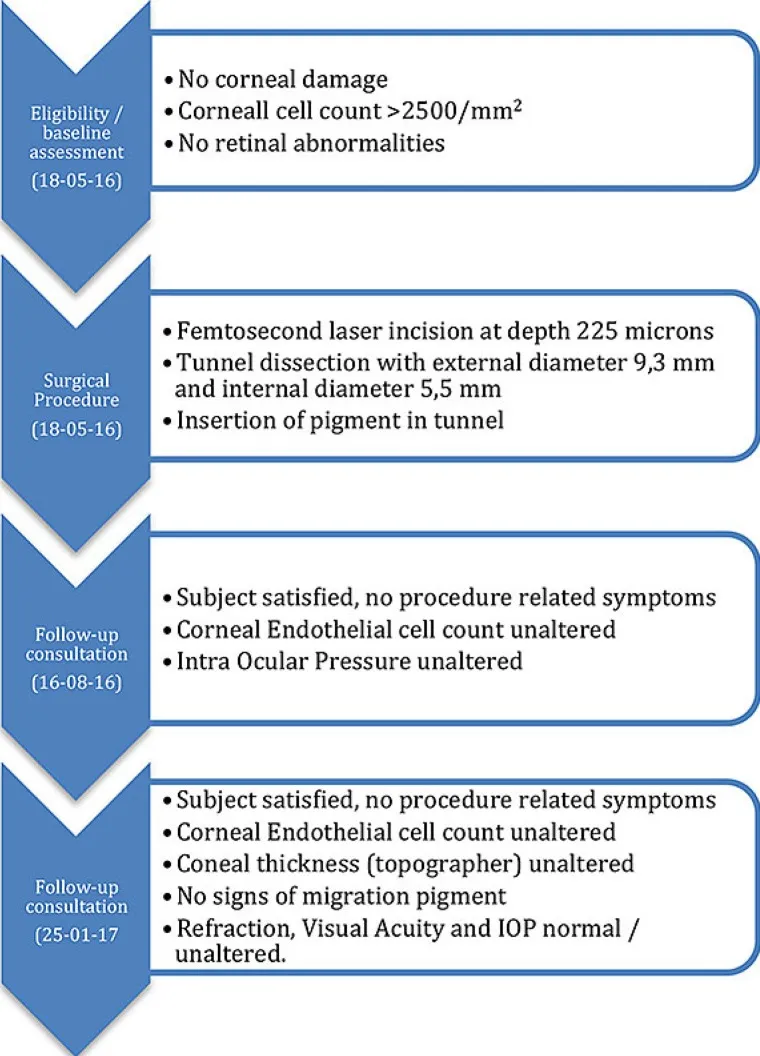 Eligibility /
baseline
assessment
(18-05-16)
• No corneal damage
• Corneall cell count >2500/mm²
• No retinal abnormalities
Surgical
Procedure
(18-05-16)
• Femtosecond laser incision at depth 225 microns
• Tunnel dissection with external diameter 9,3 mm
and internal diameter 5,5 mm
• Insertion of pigment in tunnel
Follow-up
consultation
(16-08-16)
• Subject satisfied, no procedure related symptoms
• Corneal Endothelial cell count unaltered
• Intra Ocular Pressure unaltered
Follow-up
consultation
(25-01-17
• Subject satisfied, no procedure related symptoms
• Corneal Endothelial cell count unaltered
• Coneal thickness (topographer) unaltered
• No signs of migration pigment
• Refraction, Visual Acuity and IOP normal /
unaltered.